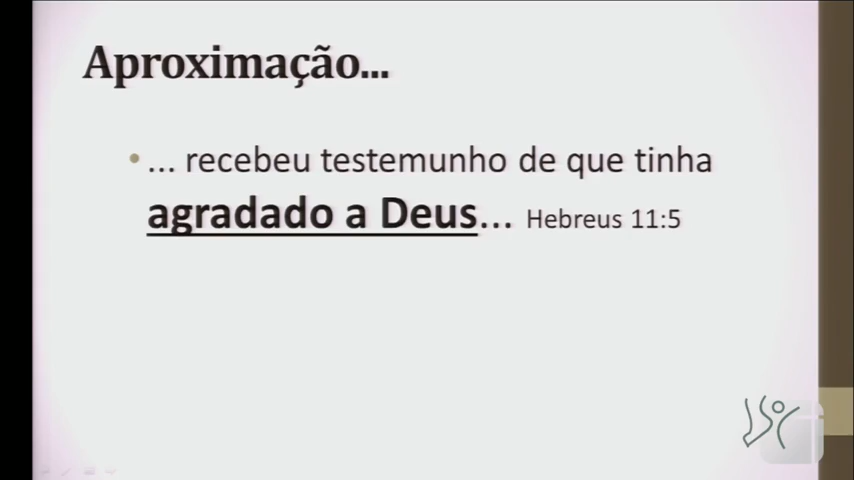 Aproximação...
• ... recebeu testemunho de que tinha
agradado a Deus... Hebreus 11:5